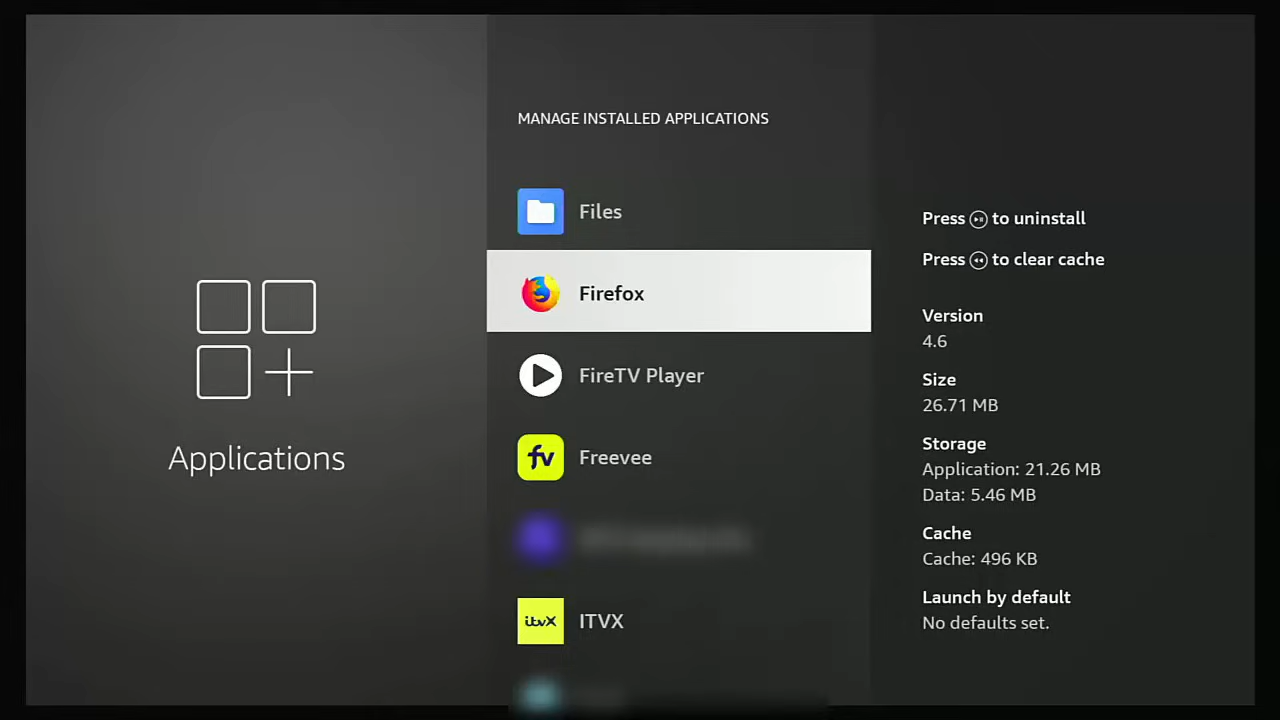 MANAGE INSTALLED APPLICATIONS
Files
Firefox
FireTV Player
fv Freevee
itvX ITVX
Applications
Press to uninstall
Press to clear cache
Version
4.6
Size
26.71 MB
Storage
Application: 21.26 MB
Data: 5.46 MB
Cache
Cache: 496 KB
Launch by default
No defaults set.